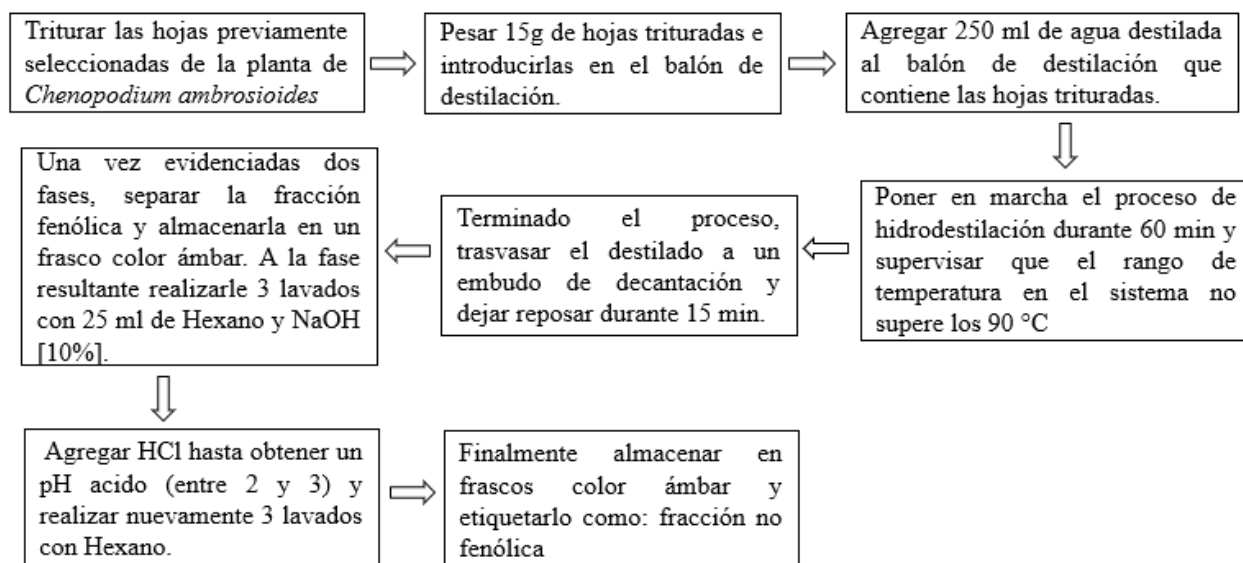 Triturar las hojas previamente
seleccionadas de la planta de
Chenopodium ambrosioides
Pesar 15g de hojas trituradas e
introducirlas en el balón de
destilación.
Agregar 250 ml de agua destilada
al balón de destilación que
contiene las hojas trituradas.
Poner en marcha el proceso de
hidrodestilación durante 60 min y
supervisar que el rango de
temperatura en el sistema no
supere los 90 °C
Terminado el proceso,
trasvasar el destilado a un
embudo de decantación y
dejar reposar durante 15 min.
Una vez evidenciadas dos
fases, separar la fracción
fenólica y almacenarla en un
frasco color ámbar. A la fase
resultante realizarle 3 lavados
con 25 ml de Hexano y NaOH
[10%].
Agregar HCl hasta obtener un
pH acido (entre 2 y 3) y
realizar nuevamente 3 lavados
con Hexano.
Finalmente almacenar en
frascos color ámbar y
etiquetarlo como: fracción no
fenólica